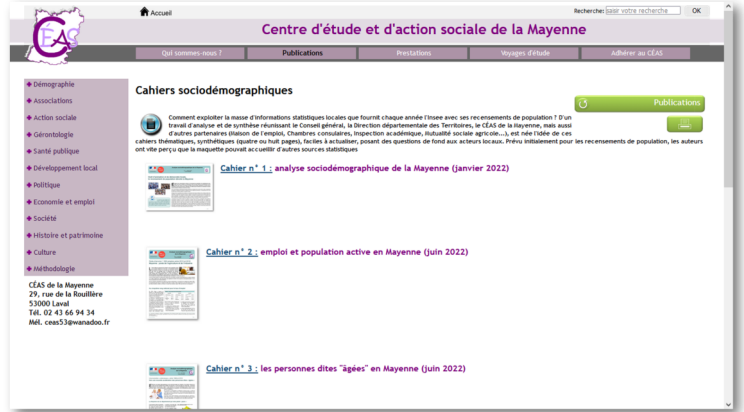 Accueil
Recherche: saisir votre recherche OK
CÉAS
Centre d'étude et d'action sociale de la Mayenne
Qui sommes-nous ? Publications Prestations Voyages d'étude Adhérer au CÉAS
Démographie
Associations
Action sociale
Gérontologie
Santé publique
Développement local
Politique
Economie et emploi
Société
Histoire et patrimoine
Culture
Méthodologie
CÉAS de la Mayenne
29, rue de la Rouillère
53000 Laval
Tél. 02 43 66 94 34
Mél. ceas53@wanadoo.fr
Cahiers sociodémographiques
Publications
Comment exploiter la masse d'informations statistiques locales que fournit chaque année l'Insee avec ses recensements de population ? D'un
travail d'analyse et de synthèse réunissant le Conseil général, la Direction départementale des Territoires, le CÉAS de la Mayenne, mais aussi
d'autres partenaires (Maison de l'emploi, Chambres consulaires, Inspection académique, Mutualité sociale agricole...), est née l'idée de ces
cahiers thématiques, synthétiques (quatre ou huit pages), faciles à actualiser, posant des questions de fond aux acteurs locaux. Prévu initialement pour les recensements de population, les auteurs
ont vite perçu que la maquette pouvait accueillir d'autres sources statistiques
Cahier n° 1 : analyse sociodémographique de la Mayenne (janvier 2022)
Cahier n° 2 : emploi et population active en Mayenne (juin 2022)
Cahier n° 3 : les personnes dites "âgées" en Mayenne (juin 2022)